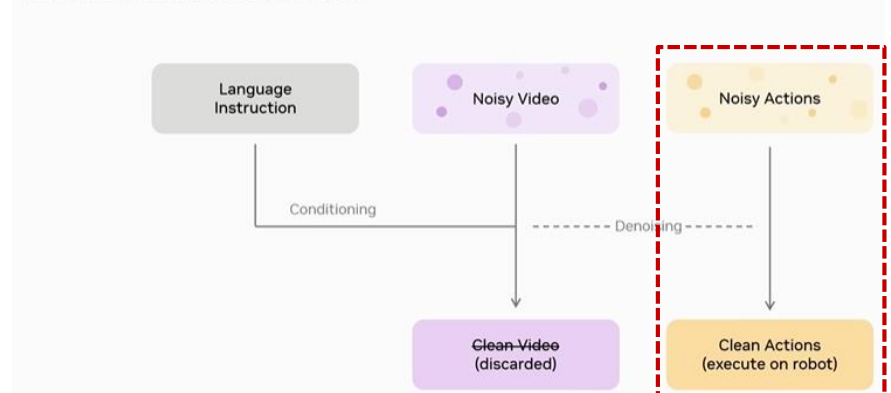 Language
Instruction
Noisy Video
Noisy Actions
Conditioning
Denoising
Clean Video
(discarded)
Clean Actions
(execute on robot)